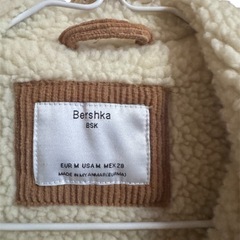 Bershka
BSK
EUR M USA M MEX 28
MADE IN MYANMAR(BURMA)